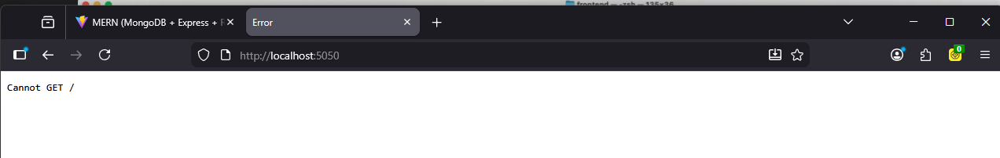 frontend — -zsh — 135×36
MERN (MongoDB + Express +
Error
http://localhost:5050
0
Cannot GET /